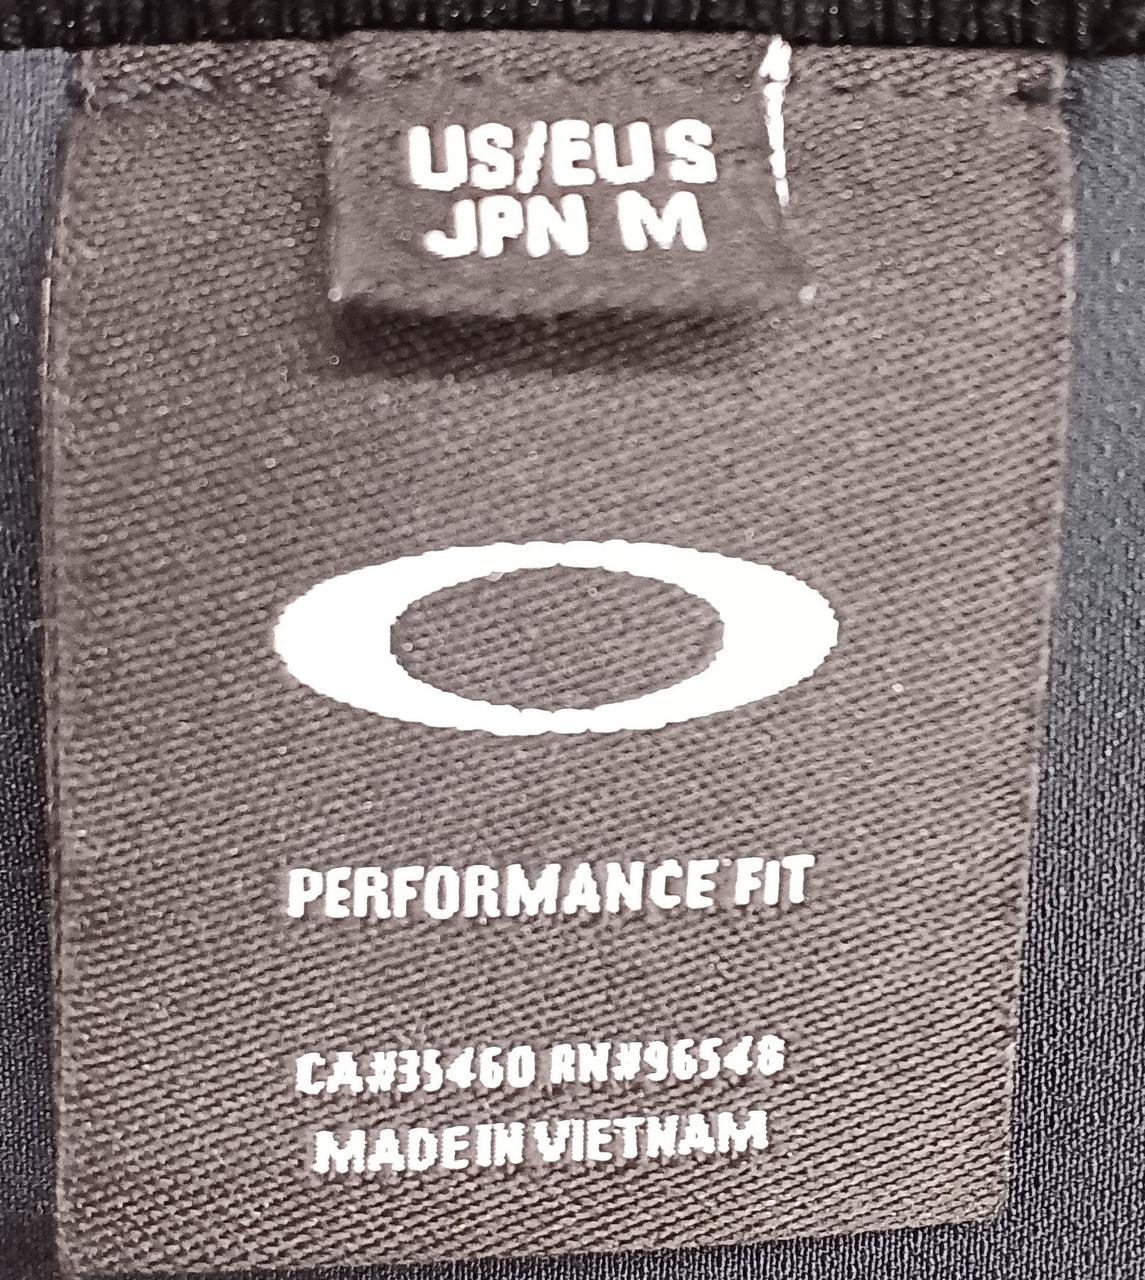 US/EU S
JPN M
PERFORMANCE FIT
CA#35460 RN#96548
MADE IN VIETNAM